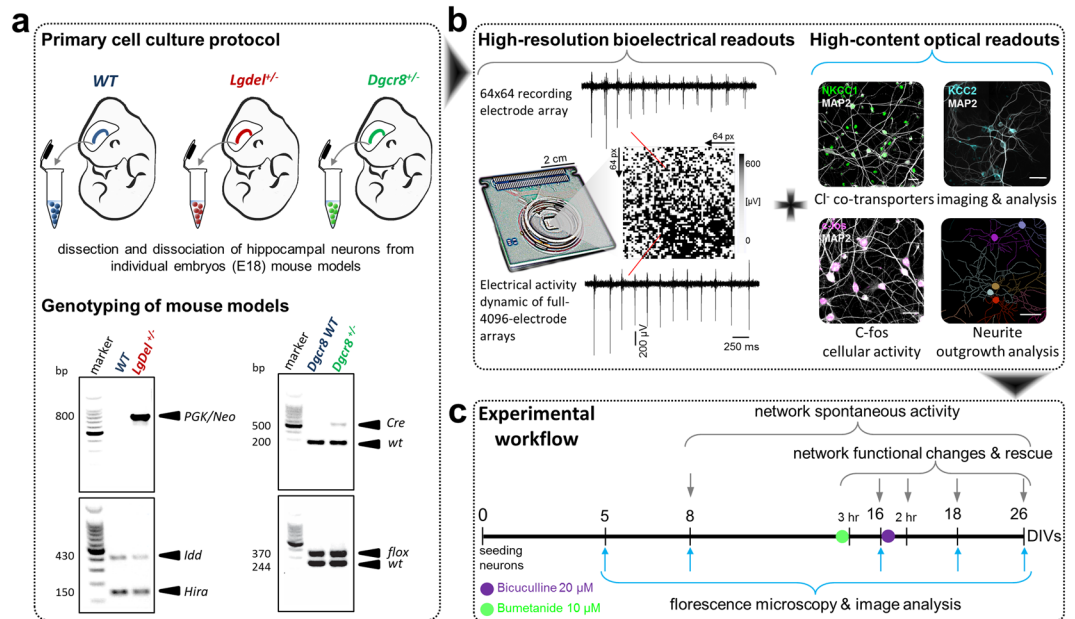 a
Primary cell culture protocol
WT
Lgdel+/-
Dgcr8+/-
dissection and dissociation of hippocampal neurons from
individual embryos (E18) mouse models
Genotyping of mouse models
bp
marker
WT
LgDel +/-
800
PGK/Neo
430
Idd
150
Hira
bp
marker
Dgcr8 WT
Dgcr8 +/-
500
Cre
200
wt
370
flox
244
wt
b
High-resolution bioelectrical readouts
64x64 recording
electrode array
2 cm
64 px
64 px
600
[µV]
0
E
Electrical activity
dynamic of full-
4096-electrode
arrays
200 µV
250 ms
High-content optical readouts
NKCC1
MAP2
KCC2
MAP2
Cl- co-transporters imaging & analysis
c-fos
MAP2
C-fos
cellular activity
Neurite
outgrowth analysis
c
Experimental
workflow
network spontaneous activity
network functional changes & rescue
0
5
8
3 hr
16
2 hr
18
26
DIVs
seeding
neurons
Bicuculline 20 µM
Bumetanide 10 µM
florescence microscopy & image analysis